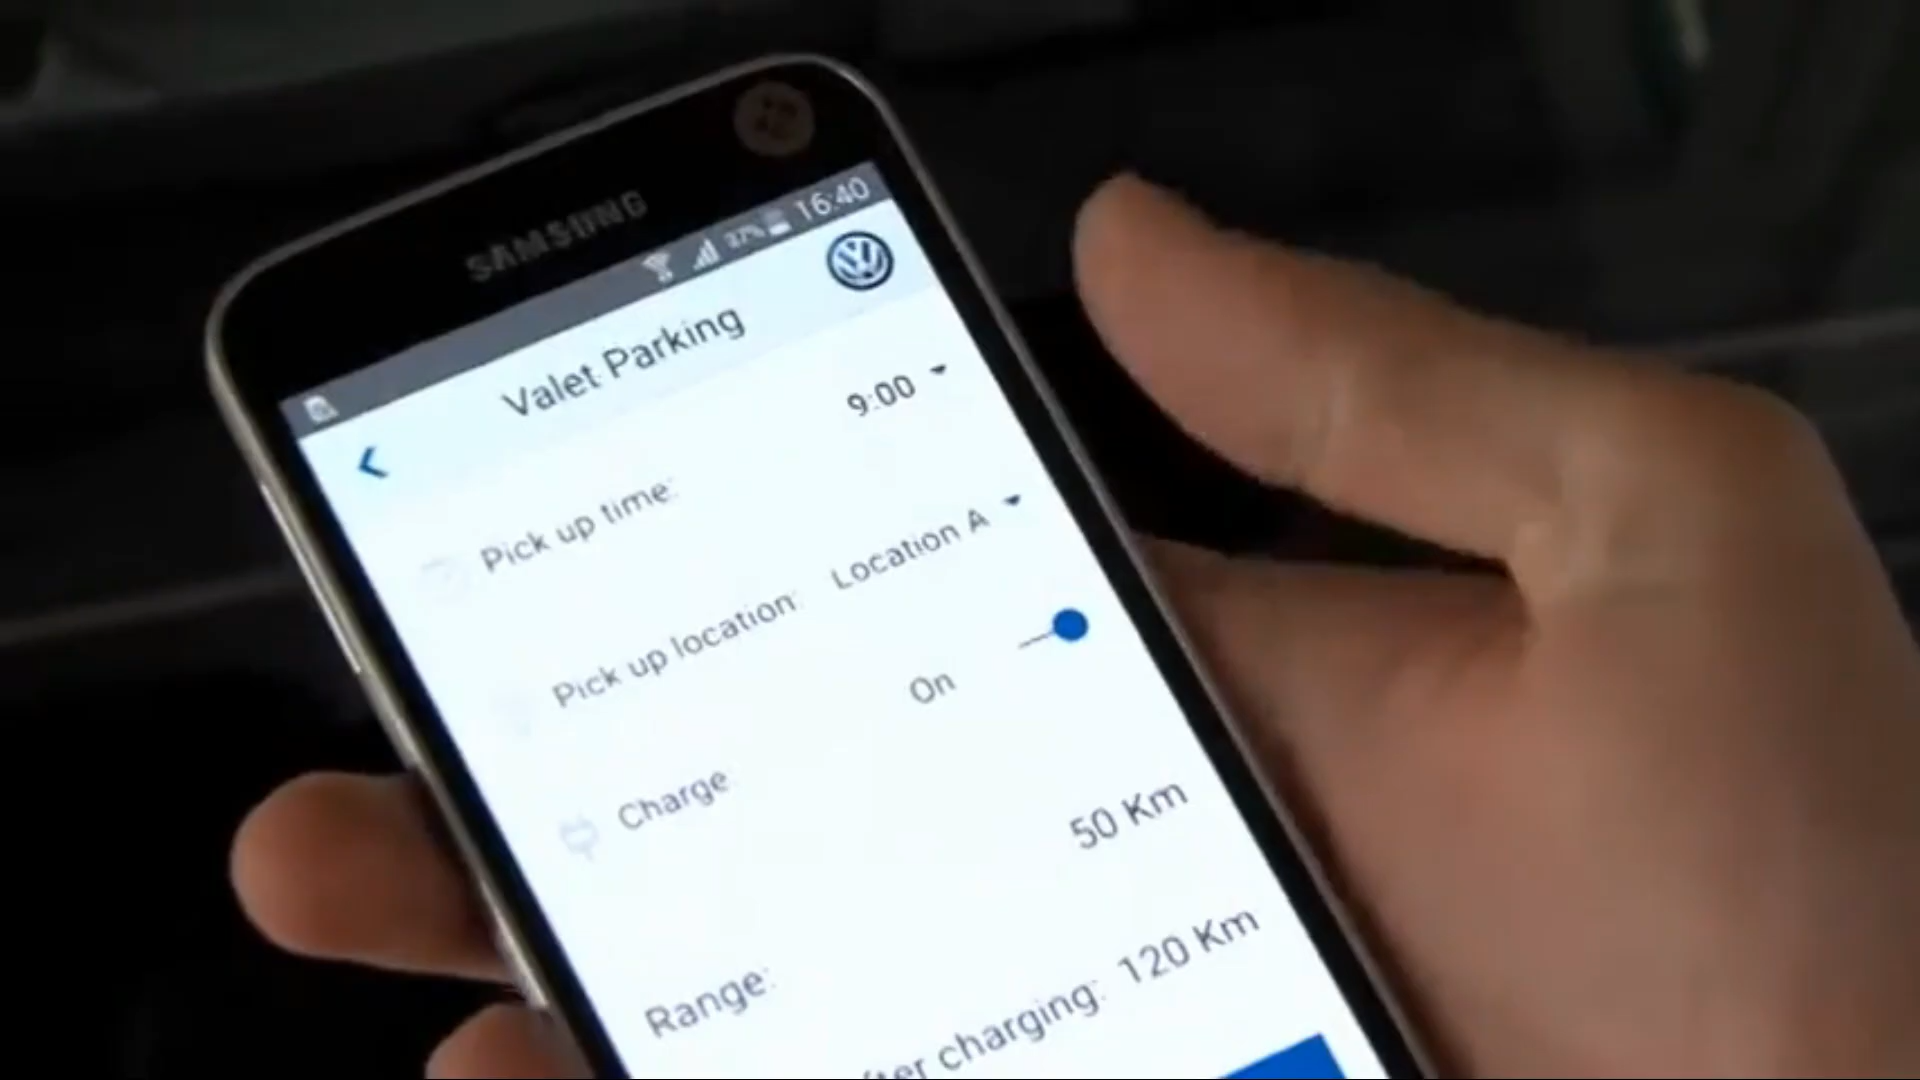 SAMSUNG
37% 16:40
Valet Parking
Pick up time: 9:00
Pick up location: Location A
Charge: On
Range: 50 Km
charging: 120 Km